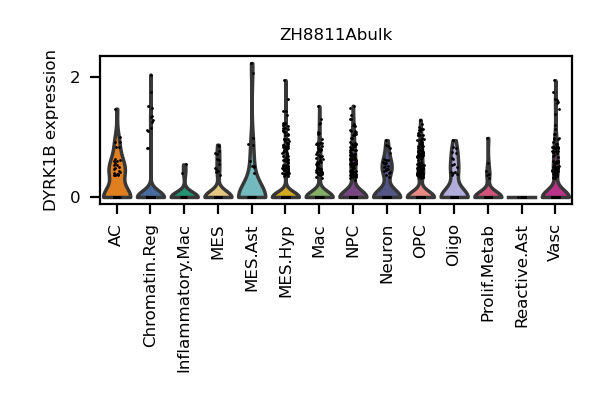 ZH8811Abulk
DYRK1B expression
2
0
AC
Chromatin.Reg
Inflammatory.Mac
MES
MES.Ast
MES.Hyp
Mac
NPC
Neuron
OPC
Oligo
Prolif.Metab
Reactive.Ast
Vasc